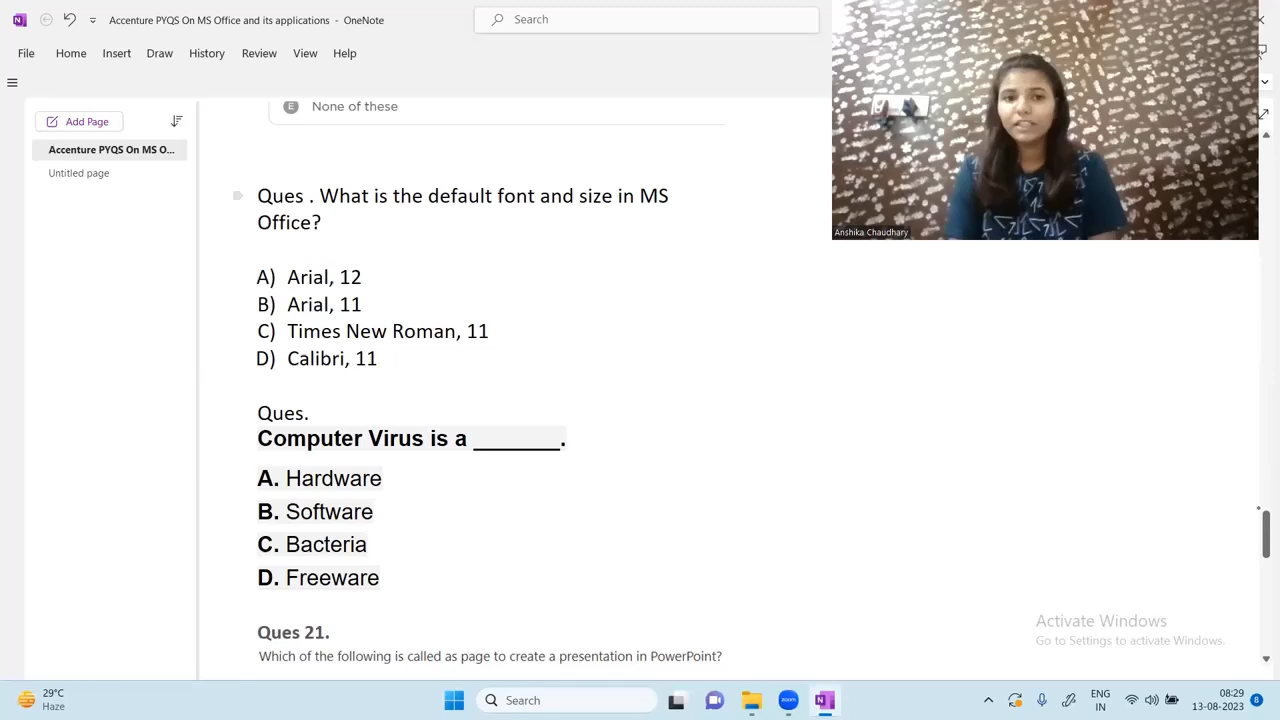 Accenture PYQS On MS Office and its applications - OneNote
Search
File Home Insert Draw History Review View Help
Add Page
Accenture PYQS On MS O...
Untitled page
E None of these
Ques . What is the default font and size in MS
Office?
A) Arial, 12
B) Arial, 11
C) Times New Roman, 11
D) Calibri, 11
Ques.
Computer Virus is a _______.
A. Hardware
B. Software
C. Bacteria
D. Freeware
Ques 21.
Which of the following is called as page to create a presentation in PowerPoint?
Anshika Chaudhary
Activate Windows
Go to Settings to activate Windows.
29°C
Haze
Search
zoom
ENG
IN
08:29
13-08-2023
8